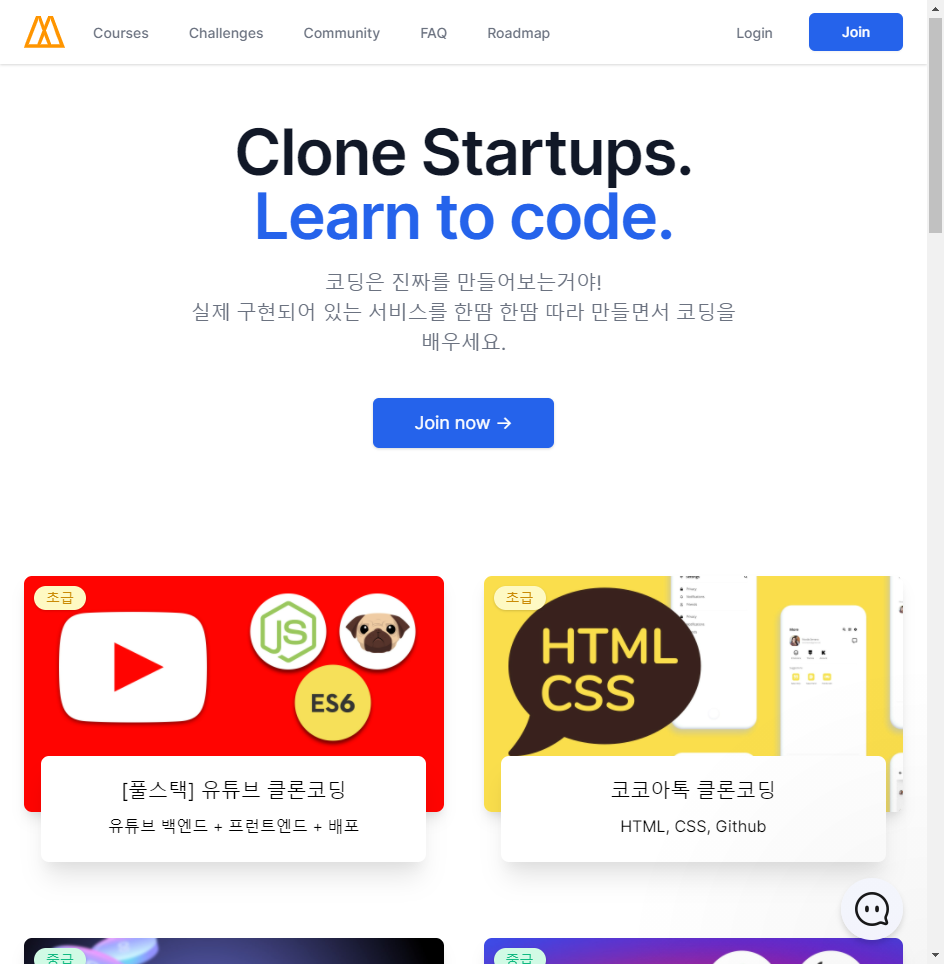 Courses
Challenges
Community
FAQ
Roadmap
Login
Join
Clone Startups.
Learn to code.
코딩은 진짜를 만들어보는거야!
실제 구현되어 있는 서비스를 한땀 한땀 따라 만들면서 코딩을
배우세요.
Join now →
초급
JS
ES6
[풀스택] 유튜브 클론코딩
유튜브 백엔드 + 프런트엔드 + 배포
초급
HTML
CSS
코코아톡 클론코딩
HTML, CSS, Github
중급
중급